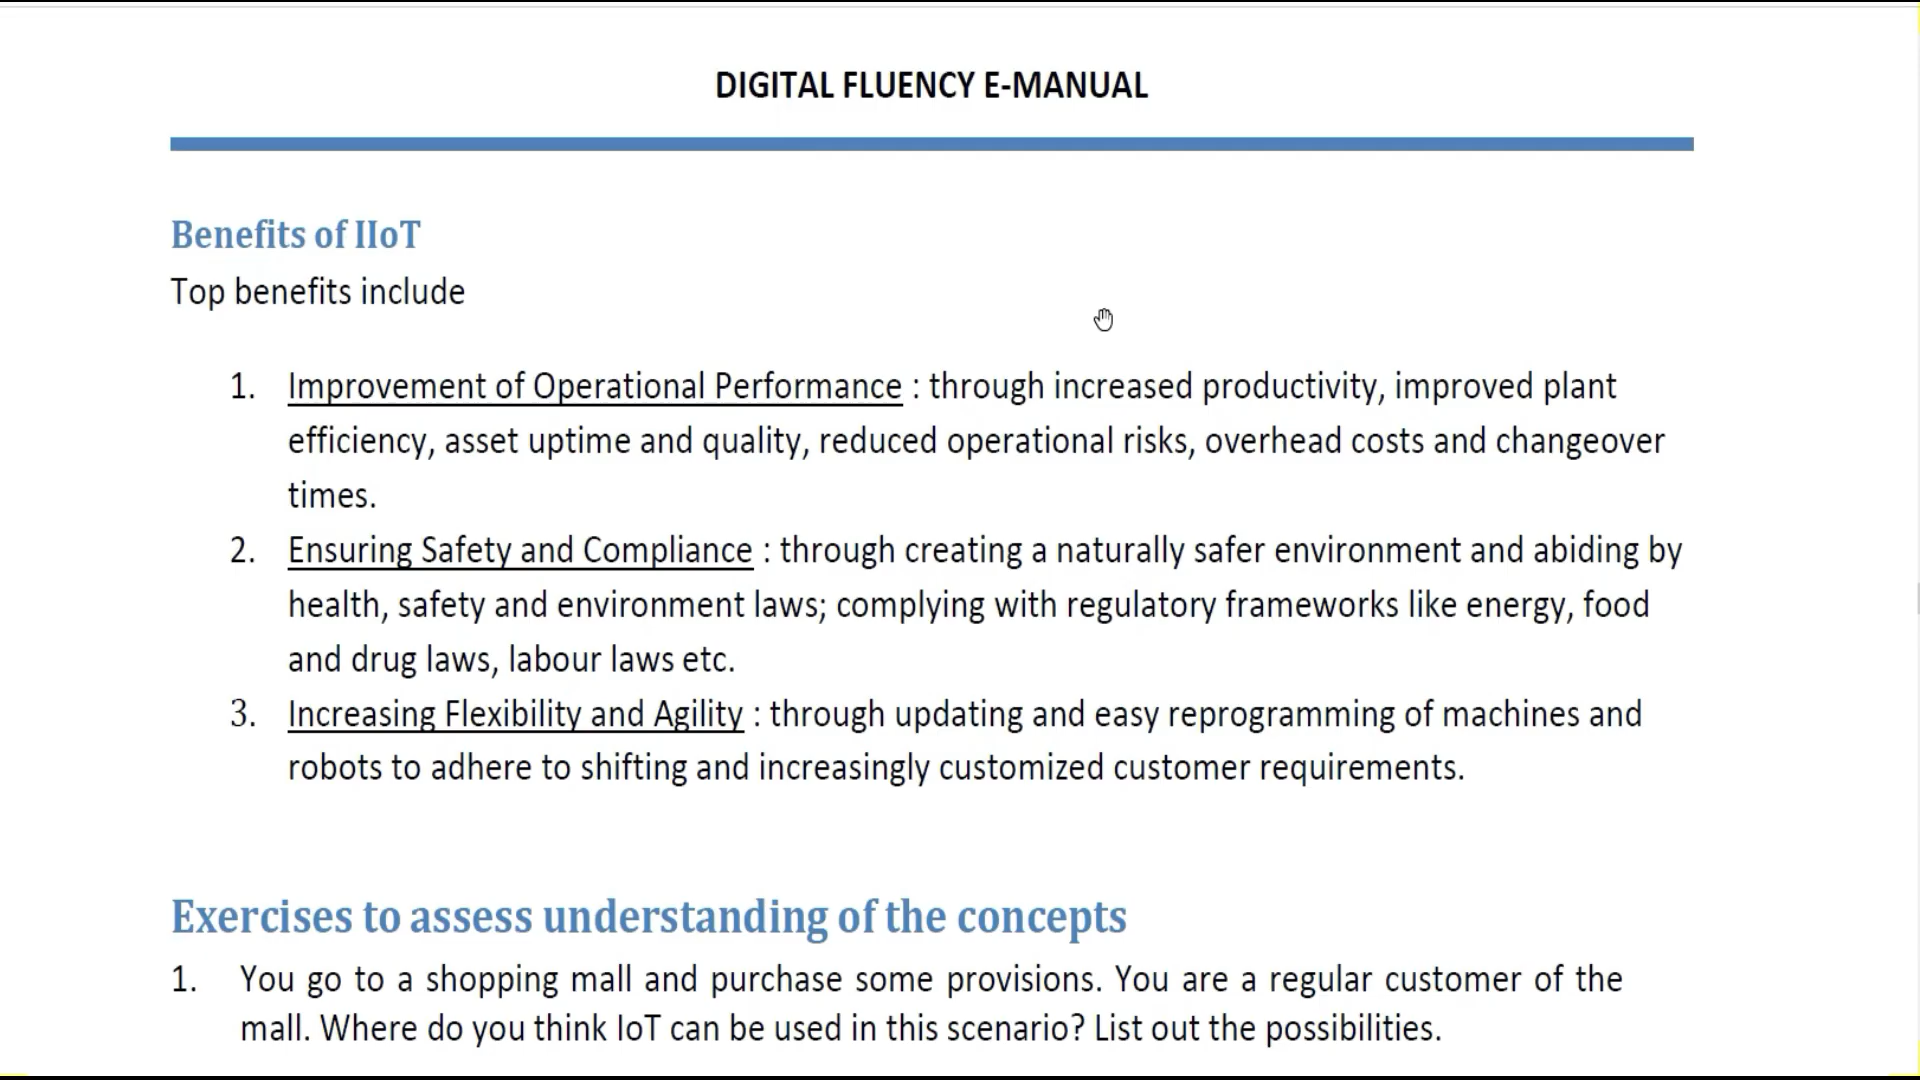 DIGITAL FLUENCY E-MANUAL
Benefits of IIoT
Top benefits include
1. Improvement of Operational Performance : through increased productivity, improved plant
efficiency, asset uptime and quality, reduced operational risks, overhead costs and changeover
times.
2. Ensuring Safety and Compliance : through creating a naturally safer environment and abiding by
health, safety and environment laws; complying with regulatory frameworks like energy, food
and drug laws, labour laws etc.
3. Increasing Flexibility and Agility : through updating and easy reprogramming of machines and
robots to adhere to shifting and increasingly customized customer requirements.
Exercises to assess understanding of the concepts
1. You go to a shopping mall and purchase some provisions. You are a regular customer of the
mall. Where do you think IoT can be used in this scenario? List out the possibilities.